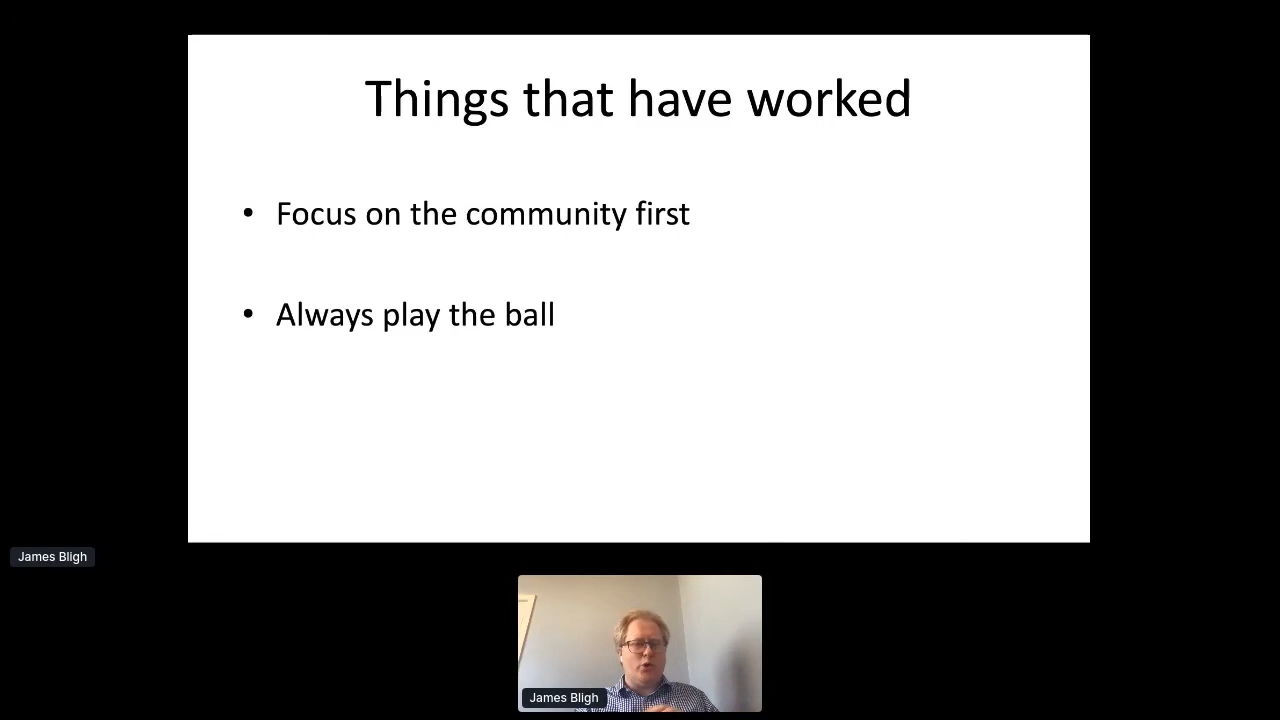 Things that have worked
• Focus on the community first
• Always play the ball
James Bligh
James Bligh